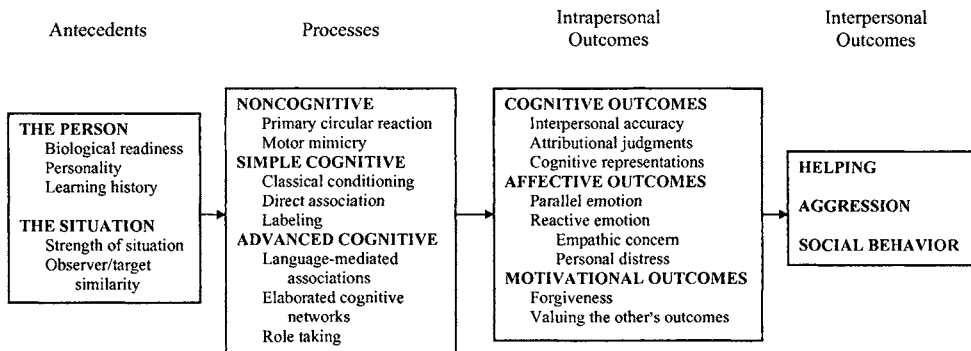 Antecedents
Processes
Intrapersonal
Outcomes
Interpersonal
Outcomes
THE PERSON
Biological readiness
Personality
Learning history
THE SITUATION
Strength of situation
Observer/target
similarity
NONCOGNITIVE
Primary circular reaction
Motor mimicry
SIMPLE COGNITIVE
Classical conditioning
Direct association
Labeling
ADVANCED COGNITIVE
Language-mediated
associations
Elaborated cognitive
networks
Role taking
COGNITIVE OUTCOMES
Interpersonal accuracy
Attributional judgments
Cognitive representations
AFFECTIVE OUTCOMES
Parallel emotion
Reactive emotion
Empathic concern
Personal distress
MOTIVATIONAL OUTCOMES
Forgiveness
Valuing the other's outcomes
HELPING
AGGRESSION
SOCIAL BEHAVIOR